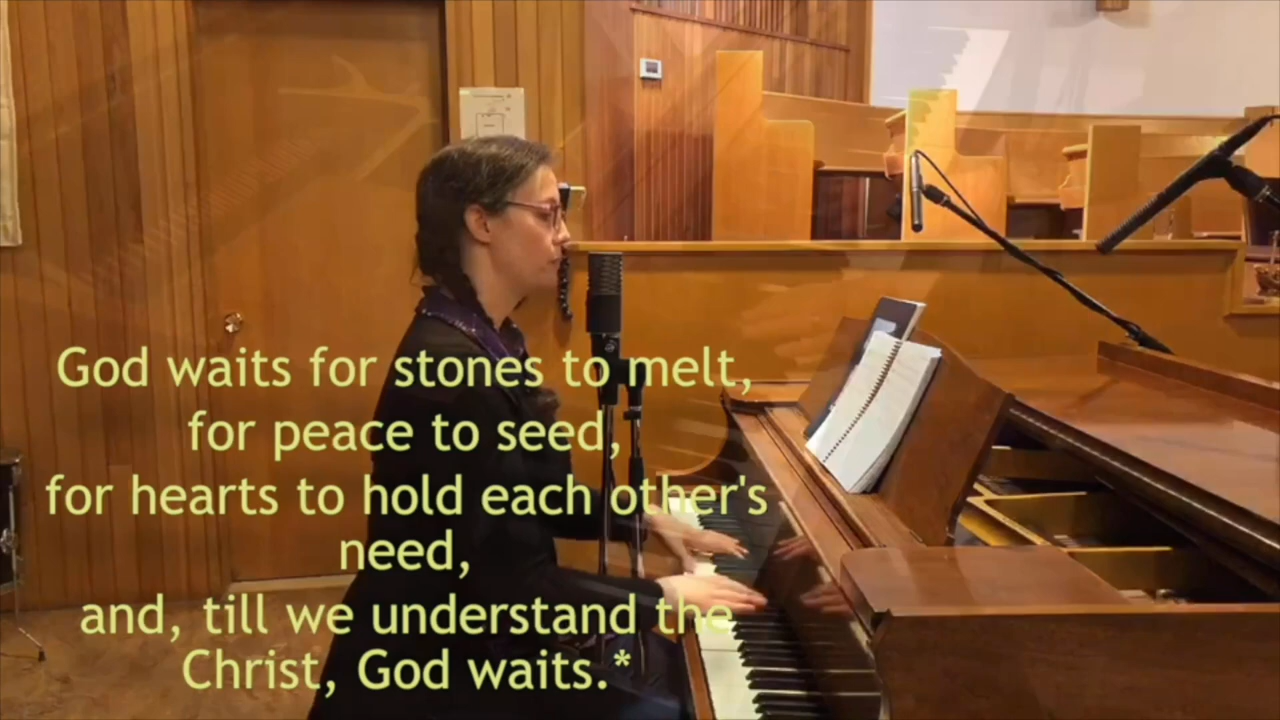 God waits for stones to melt,
for peace to seed,
for hearts to hold each other's
need,
and, till we understand the
Christ, God waits.*